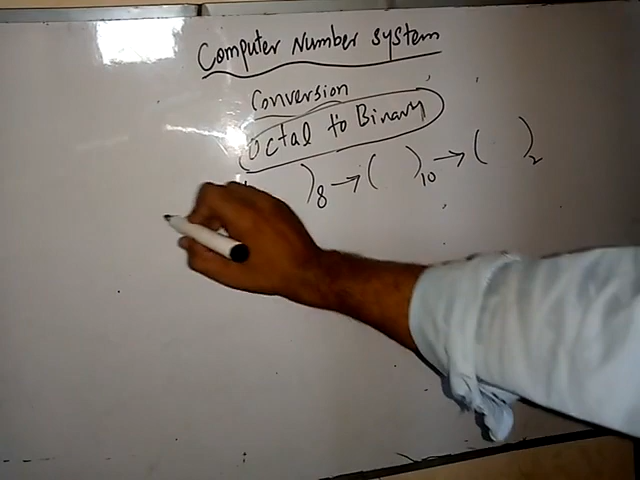 Computer Number system
Conversion
Octal to Binary
)8 → ( )10 → ( )2